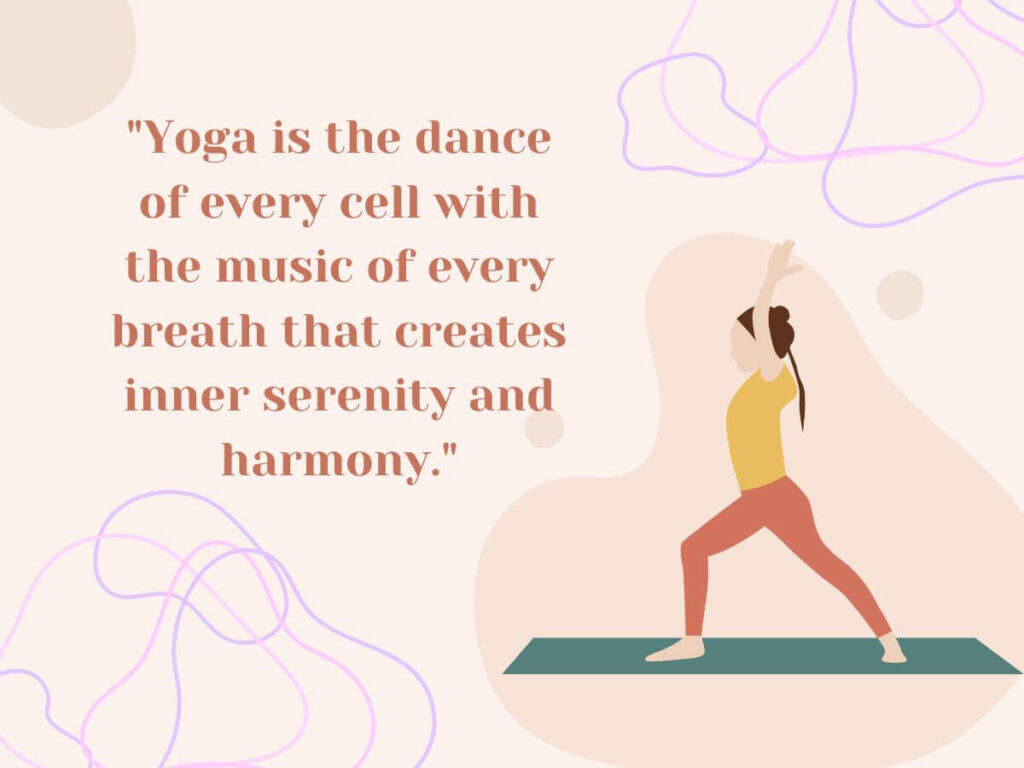 "Yoga is the dance
of every cell with
the music of every
breath that creates
inner serenity and
harmony."